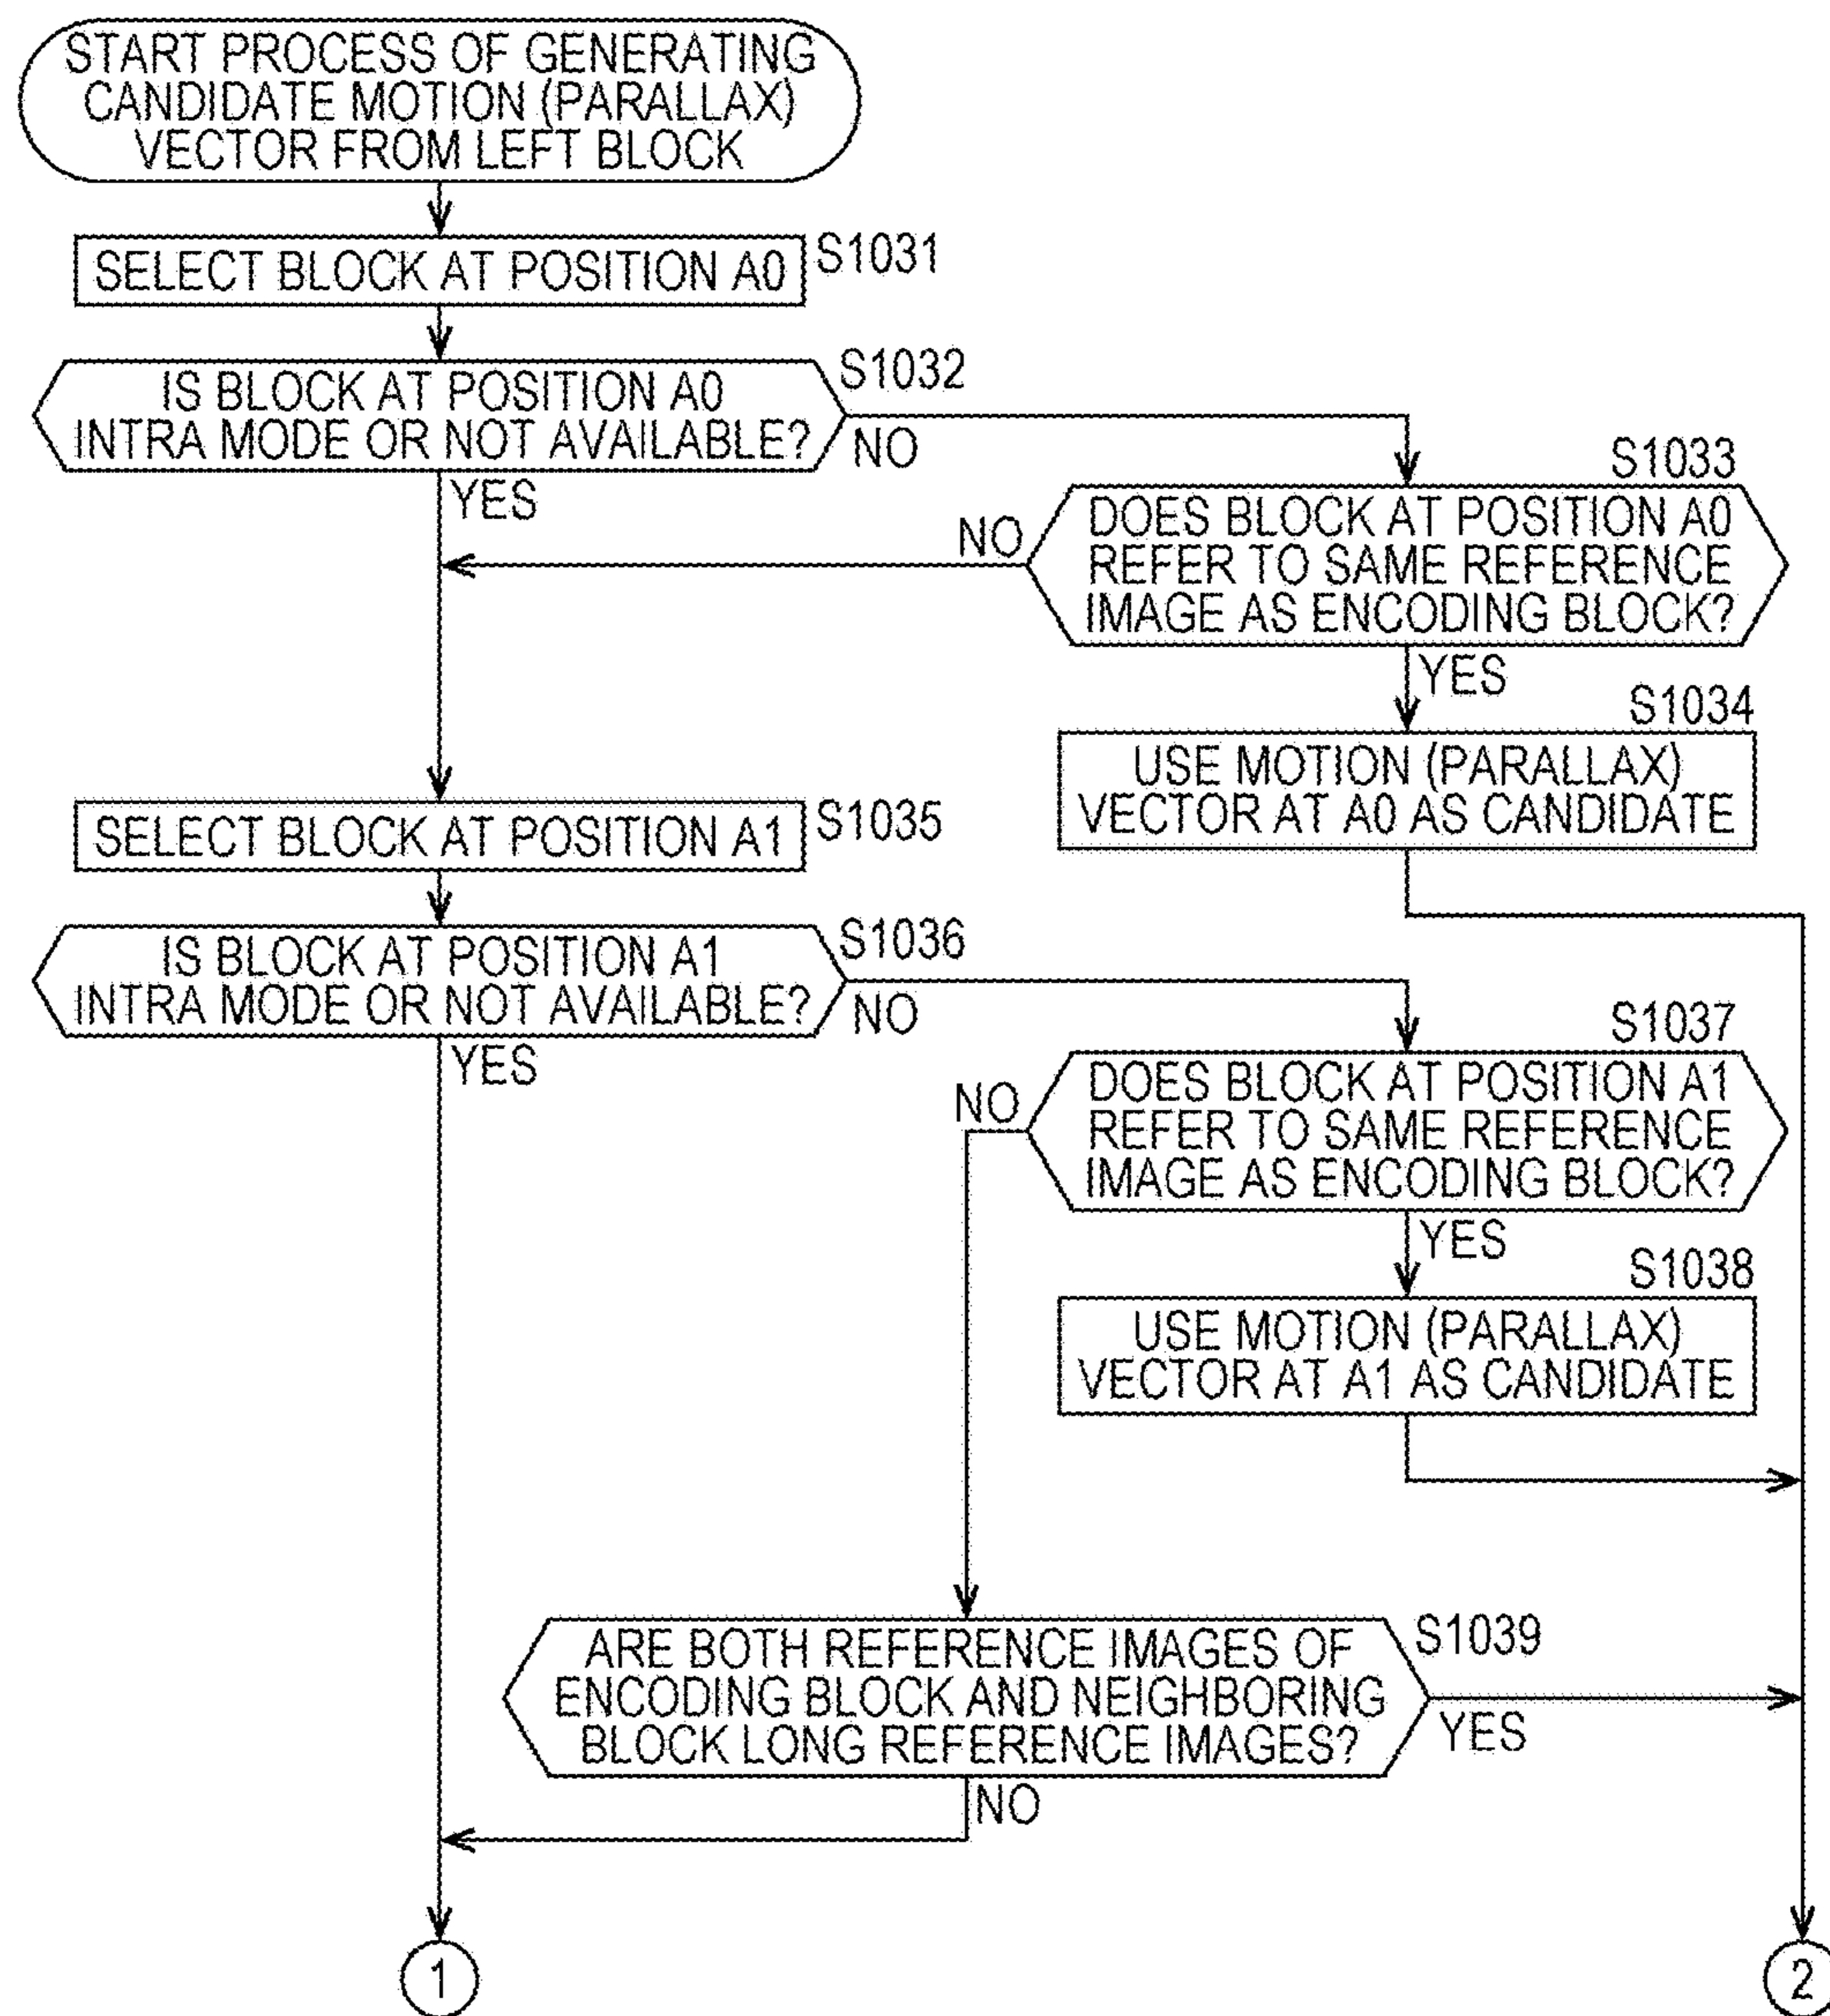 START PROCESS OF GENERATING
CANDIDATE MOTION (PARALLAX)
VECTOR FROM LEFT BLOCK
SELECT BLOCK AT POSITION A0
S1031
IS BLOCK AT POSITION A0
INTRA MODE OR NOT AVAILABLE?
S1032
NO
YES
S1033
DOES BLOCK AT POSITION A0
REFER TO SAME REFERENCE
IMAGE AS ENCODING BLOCK?
NO
YES
S1034
USE MOTION (PARALLAX)
VECTOR AT A0 AS CANDIDATE
SELECT BLOCK AT POSITION A1
S1035
IS BLOCK AT POSITION A1
INTRA MODE OR NOT AVAILABLE?
S1036
NO
YES
S1037
DOES BLOCK AT POSITION A1
REFER TO SAME REFERENCE
IMAGE AS ENCODING BLOCK?
NO
YES
S1038
USE MOTION (PARALLAX)
VECTOR AT A1 AS CANDIDATE
ARE BOTH REFERENCE IMAGES OF
ENCODING BLOCK AND NEIGHBORING
BLOCK LONG REFERENCE IMAGES?
S1039
YES
NO
1
2